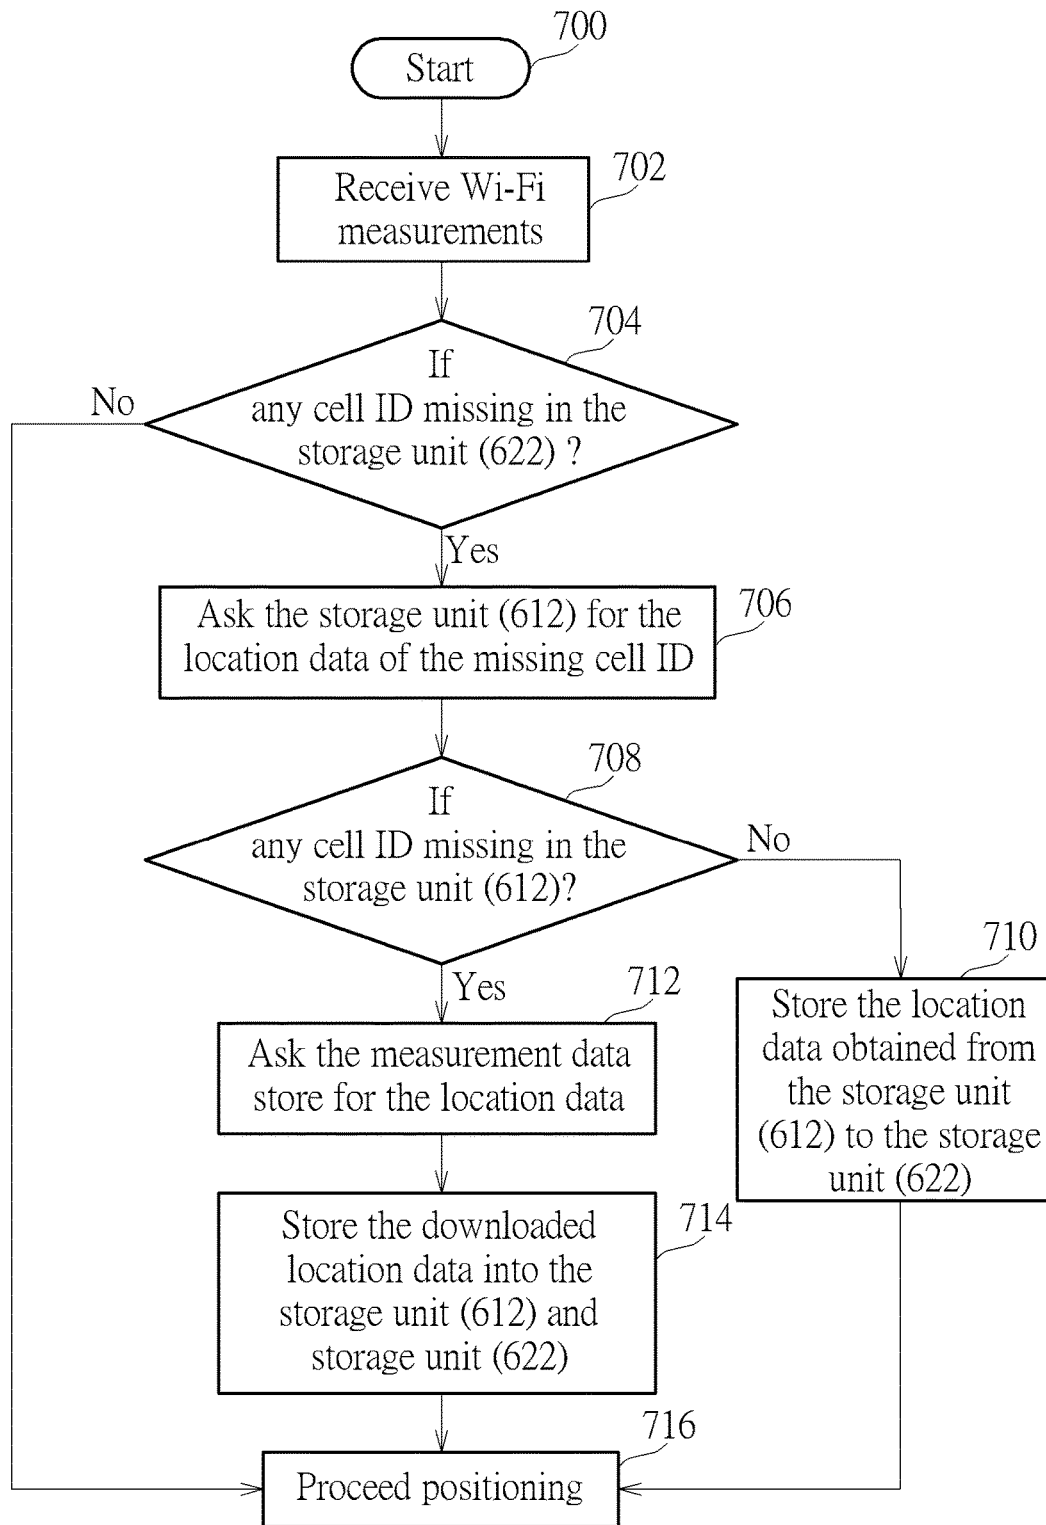 700
Start
702
Receive Wi-Fi
measurements
704
If
any cell ID missing in the
storage unit (622) ?
No
Yes
706
Ask the storage unit (612) for the
location data of the missing cell ID
708
If
any cell ID missing in the
storage unit (612)?
No
Yes
710
Store the location
data obtained from
the storage unit
(612) to the storage
unit (622)
712
Ask the measurement data
store for the location data
714
Store the downloaded
location data into the
storage unit (612) and
storage unit (622)
716
Proceed positioning